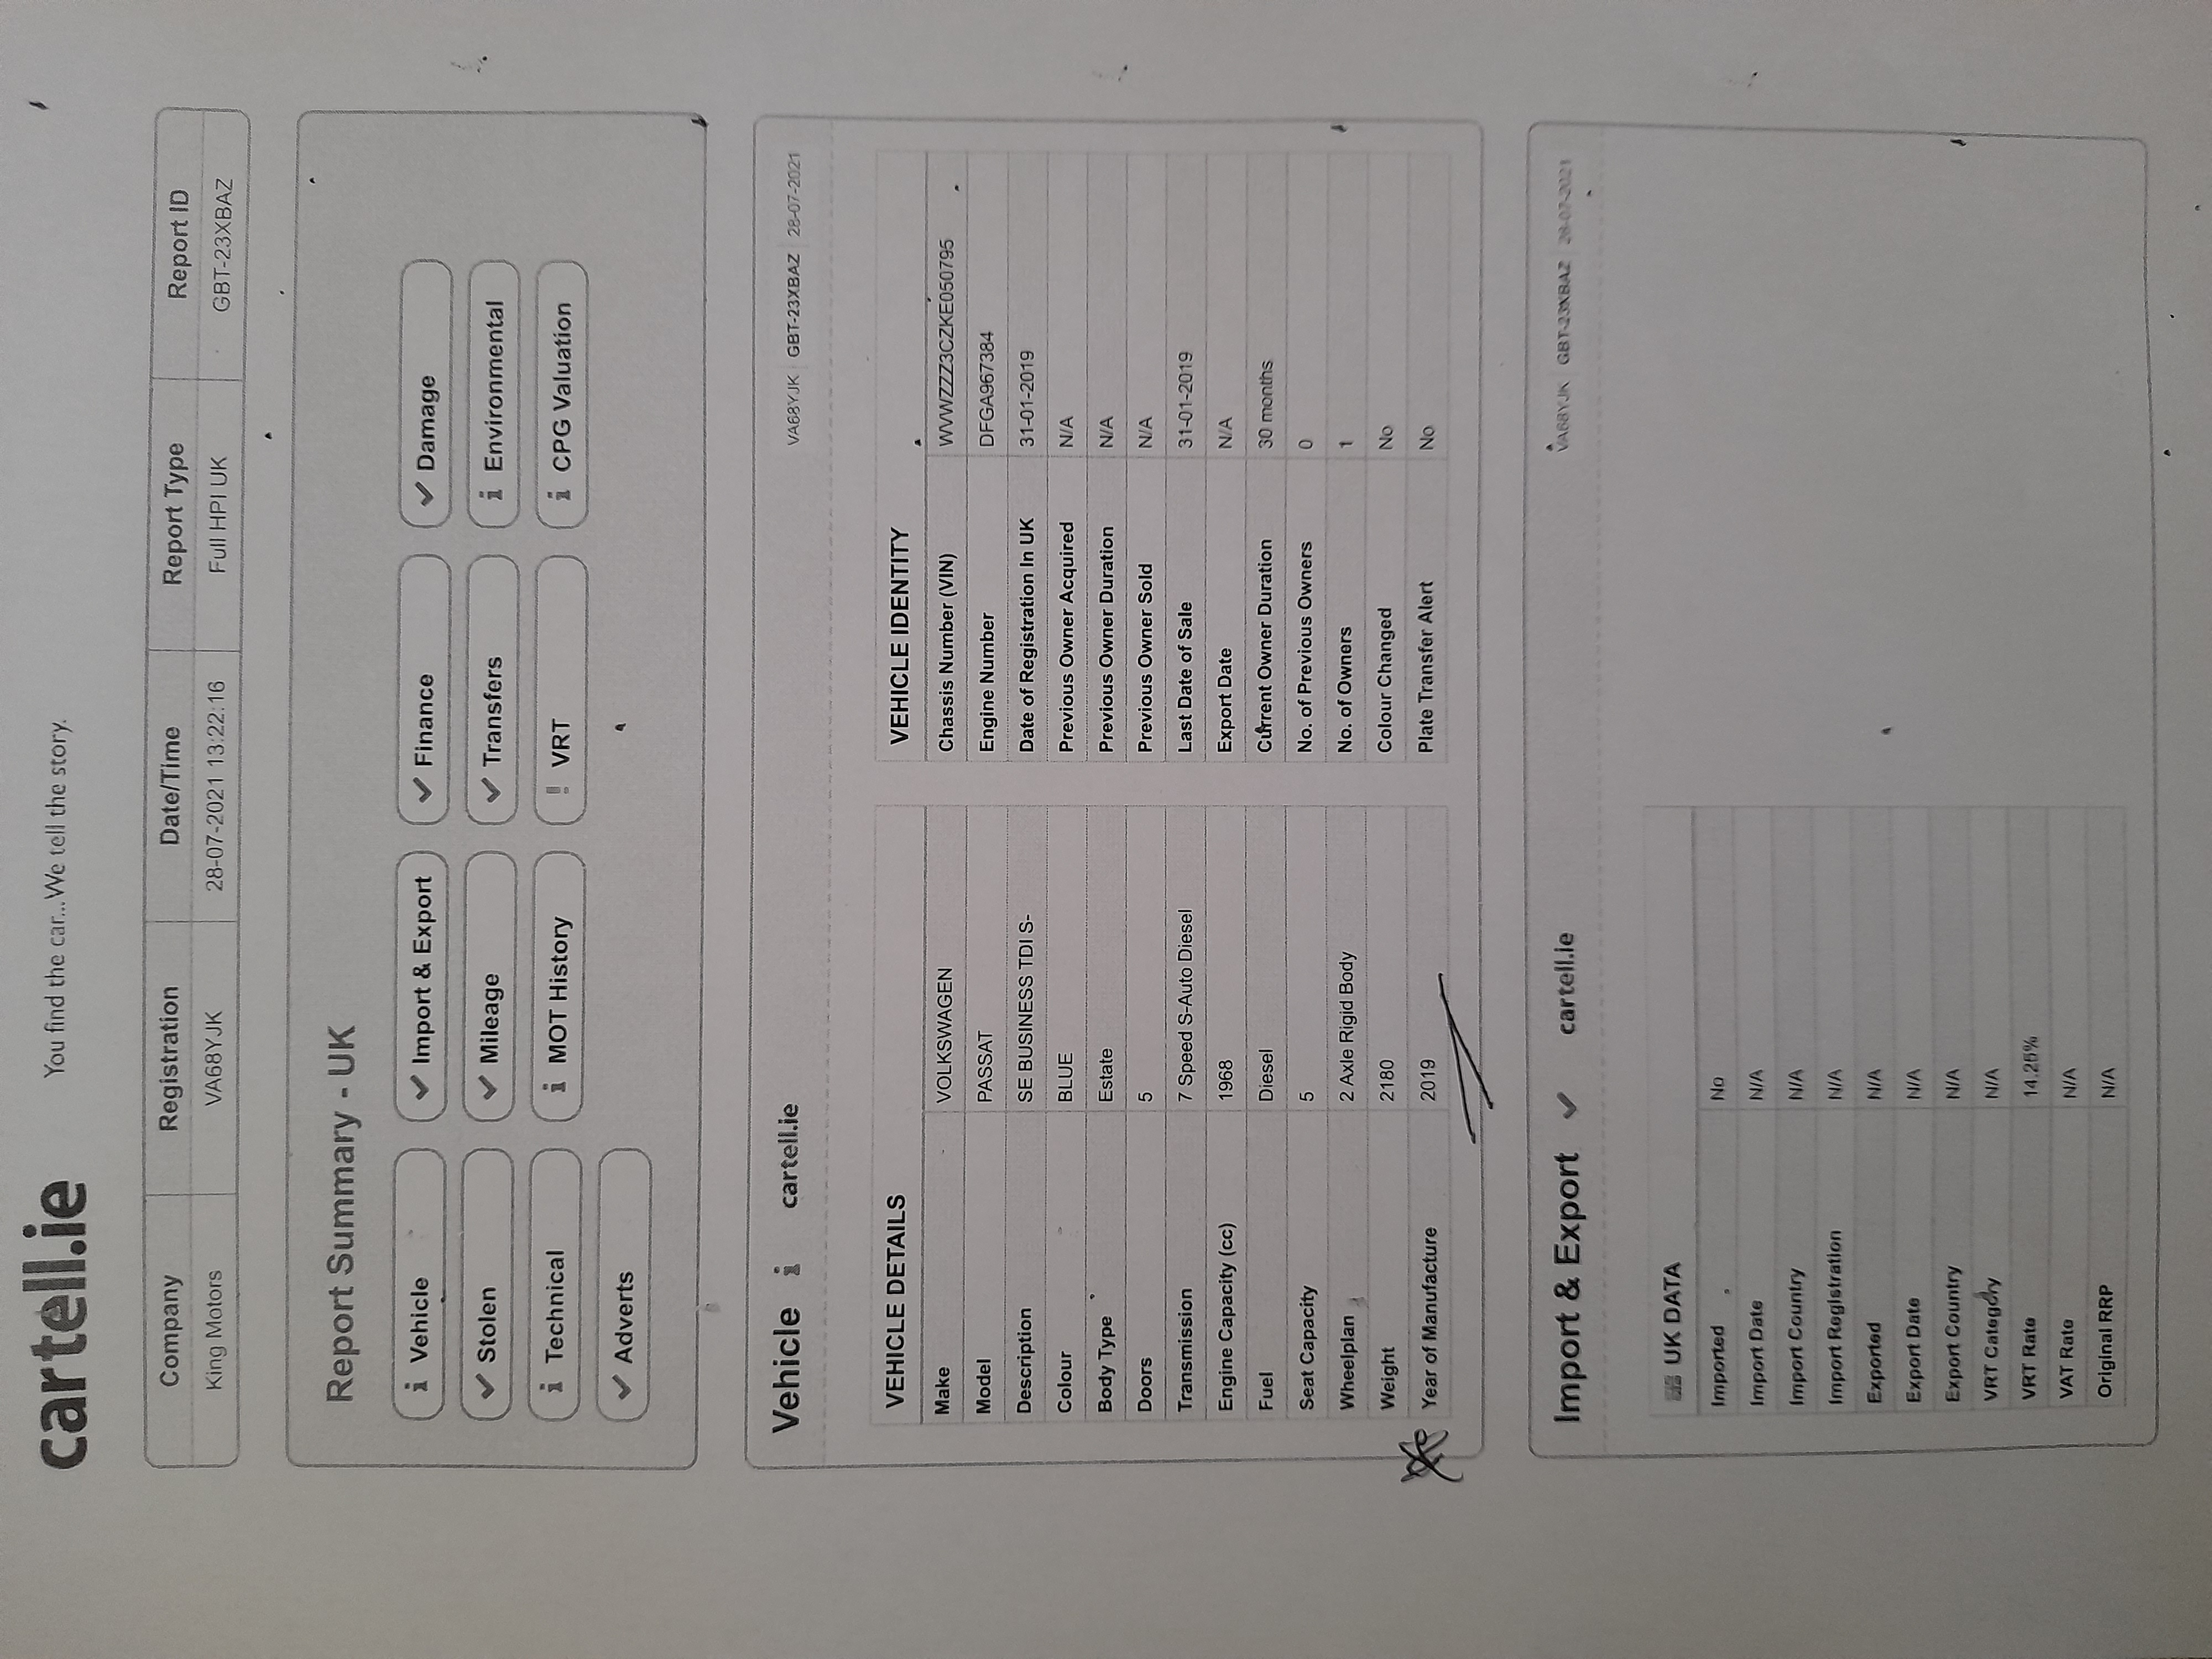 cartell.ie You find the car...We tell the story.
Company Registration Date/Time Report Type Report ID
King Motors VA68YJK 28-07-2021 13:22:16 Full HPI UK GBT-23XBAZ
Report Summary - UK
i Vehicle ✓ Import & Export ✓ Finance ✓ Damage
✓ Stolen ✓ Mileage ✓ Transfers i Environmental
i Technical i MOT History ! VRT i CPG Valuation
✓ Adverts
Vehicle i cartell.ie VA68YJK GBT-23XBAZ 28-07-2021
VEHICLE DETAILS
Make VOLKSWAGEN
Model PASSAT
Description SE BUSINESS TDI S-
Colour BLUE
Body Type Estate
Doors 5
Transmission 7 Speed S-Auto Diesel
Engine Capacity (cc) 1968
Fuel Diesel
Seat Capacity 5
Wheelplan 2 Axle Rigid Body
Weight 2180
Year of Manufacture 2019
VEHICLE IDENTITY
Chassis Number (VIN) WVWZZZ3CZKE050795
Engine Number DFGA967384
Date of Registration In UK 31-01-2019
Previous Owner Acquired N/A
Previous Owner Duration N/A
Previous Owner Sold N/A
Last Date of Sale 31-01-2019
Export Date N/A
Current Owner Duration 30 months
No. of Previous Owners 0
No. of Owners 1
Colour Changed No
Plate Transfer Alert No
Import & Export ✓ cartell.ie VA68YJK GBT-23XBAZ 28-07-2021
UK DATA
Imported No
Import Date N/A
Import Country N/A
Import Registration N/A
Exported N/A
Export Date N/A
Export Country N/A
VRT Category N/A
VRT Rate 14.25%
VAT Rate N/A
Original RRP N/A